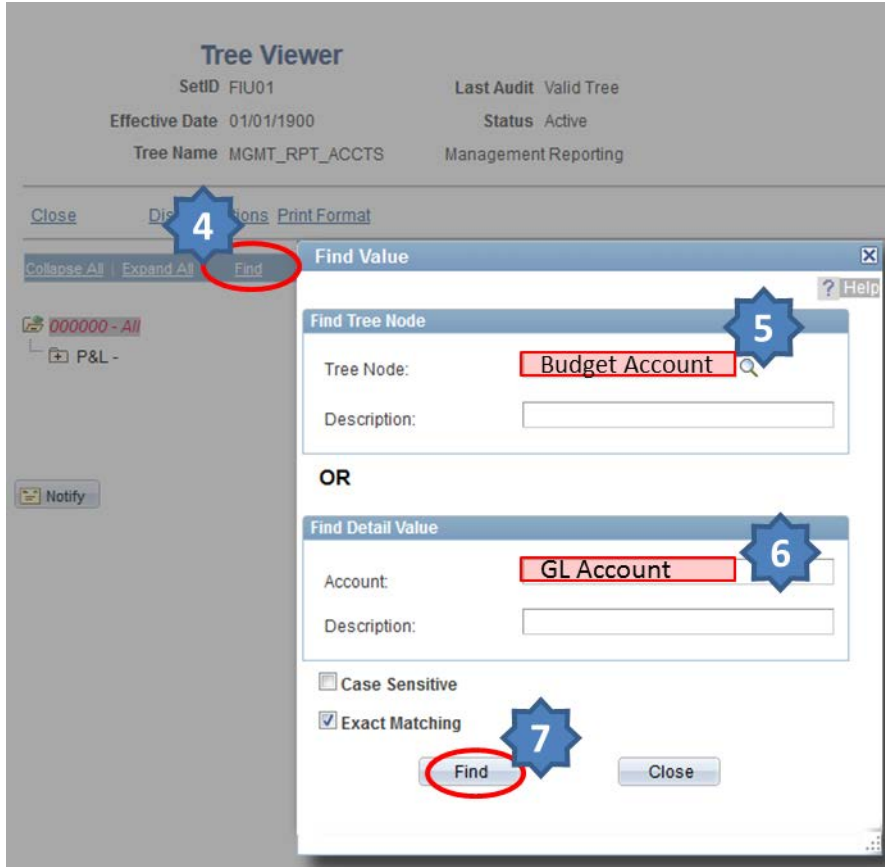 Tree Viewer
SetID FIU01 Last Audit Valid Tree
Effective Date 01/01/1900 Status Active
Tree Name MGMT_RPT_ACCTS Management Reporting
Close Dis ions Print Format
4
Collapse All | Expand All Find
Find Value
? Help
Find Tree Node
5
Tree Node: Budget Account
Description:
000000 - All
P&L -
OR
Notify
Find Detail Value
6
Account: GL Account
Description:
Case Sensitive
Exact Matching
7
Find Close